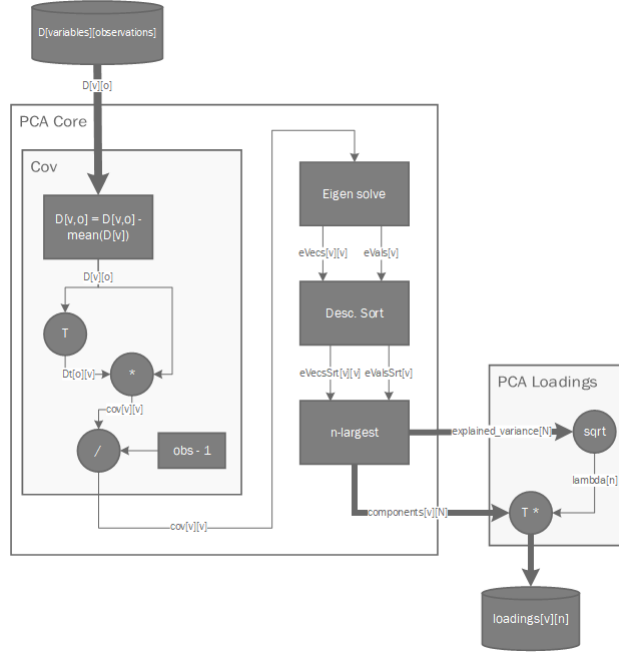 D[variables][observations]
D[v][o]
PCA Core
Cov
D[v,o] = D[v,o] -
mean(D[v])
D[v][o]
T
Dt[o][v]
*
cov[v][v]
/
obs - 1
cov[v][v]
Eigen solve
eVecs[v][v]
eVals[v]
Desc. Sort
eVecsSrt[v][v]
eValsSrt[v]
n-largest
explained_variance[N]
components[v][N]
PCA Loadings
sqrt
lambda[n]
T *
loadings[v][n]